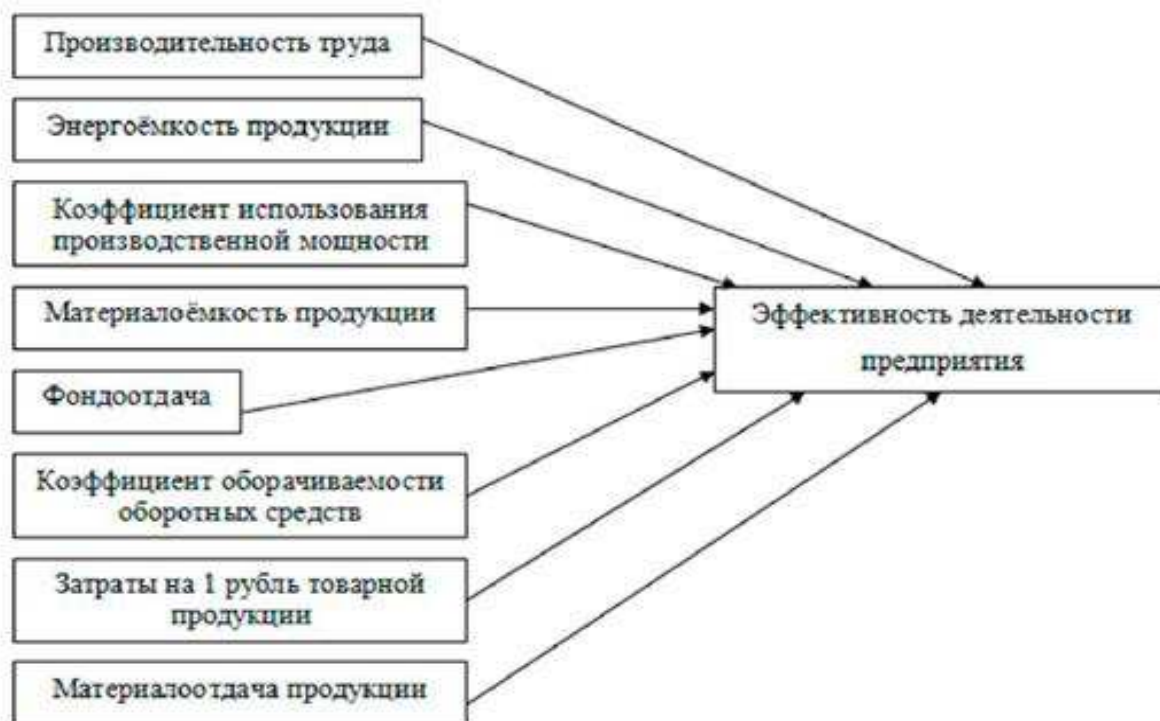 Производительность труда
Энергоёмкость продукции
Коэффициент использования
производственной мощности
Материалоёмкость продукции
Фондоотдача
Коэффициент оборачиваемости
оборотных средств
Затраты на 1 рубль товарной
продукции
Материалоотдача продукции
Эффективность деятельности
предприятия